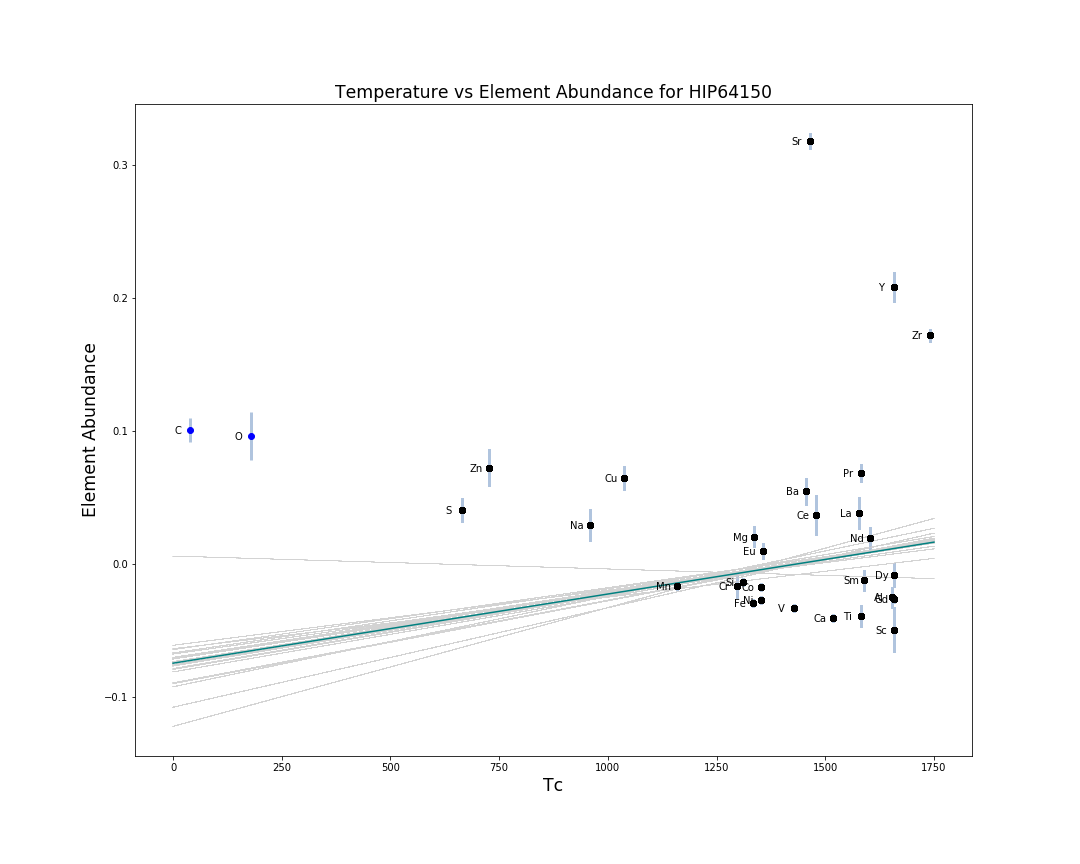 Temperature vs Element Abundance for HIP64150
Sr
0.3
Y
0.2
Zr
C
O
0.1
Zn
Cu
Pr
Ba
S
Ce
La
Na
Mg
Nd
Eu
0.0
Dy
Mn
Cr
Si
Co
Sm
Al
Gd
Ni
Fe
V
Ca
Ti
Sc
−0.1
0
250
500
750
1000
1250
1500
1750
Tc
Element Abundance